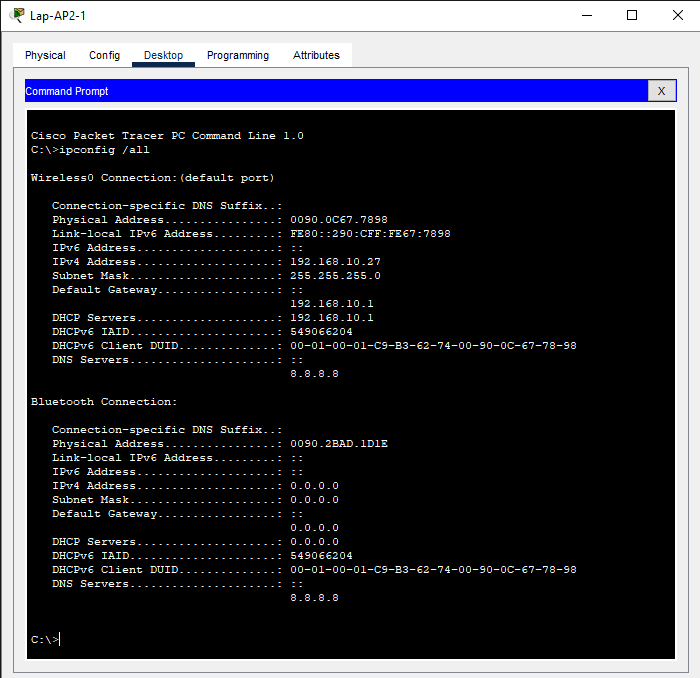 Lap-AP2-1
Physical Config Desktop Programming Attributes
Command Prompt X
Cisco Packet Tracer PC Command Line 1.0
C:\>ipconfig /all
Wireless0 Connection:(default port)
Connection-specific DNS Suffix..:
Physical Address................: 0090.0C67.7898
Link-local IPv6 Address.........: FE80::290:CFF:FE67:7898
IPv6 Address....................: ::
IPv4 Address....................: 192.168.10.27
Subnet Mask.....................: 255.255.255.0
Default Gateway.................: ::
192.168.10.1
DHCP Servers....................: 192.168.10.1
DHCPv6 IAID.....................: 549066204
DHCPv6 Client DUID..............: 00-01-00-01-C9-B3-62-74-00-90-0C-67-78-98
DNS Servers.....................: ::
8.8.8.8
Bluetooth Connection:
Connection-specific DNS Suffix..:
Physical Address................: 0090.2BAD.1D1E
Link-local IPv6 Address.........: ::
IPv6 Address....................: ::
IPv4 Address....................: 0.0.0.0
Subnet Mask.....................: 0.0.0.0
Default Gateway.................: ::
0.0.0.0
DHCP Servers....................: 0.0.0.0
DHCPv6 IAID.....................: 549066204
DHCPv6 Client DUID..............: 00-01-00-01-C9-B3-62-74-00-90-0C-67-78-98
DNS Servers.....................: ::
8.8.8.8
C:\>